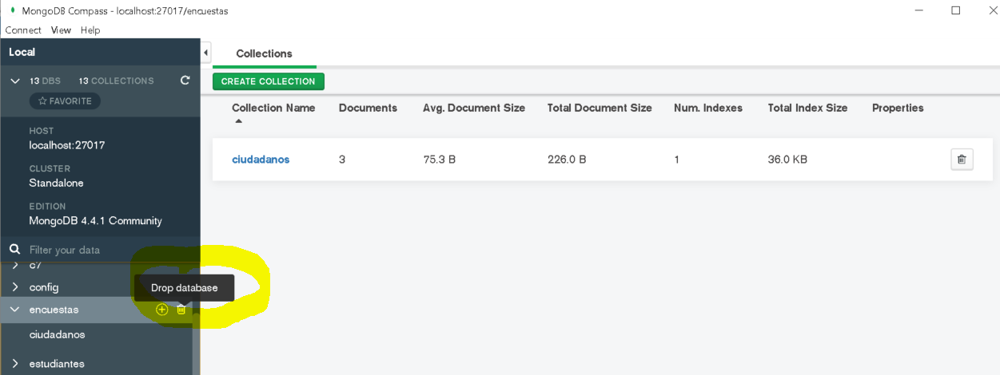 MongoDB Compass - localhost:27017/encuestas
Connect View Help
Local
Collections
13 DBS 13 COLLECTIONS
CREATE COLLECTION
FAVORITE
Collection Name Documents Avg. Document Size Total Document Size Num. Indexes Total Index Size Properties
HOST
localhost:27017
ciudadanos 3 75.3 B 226.0 B 1 36.0 KB
CLUSTER
Standalone
EDITION
MongoDB 4.4.1 Community
Filter your data
c7
config
Drop database
encuestas
ciudadanos
estudiantes